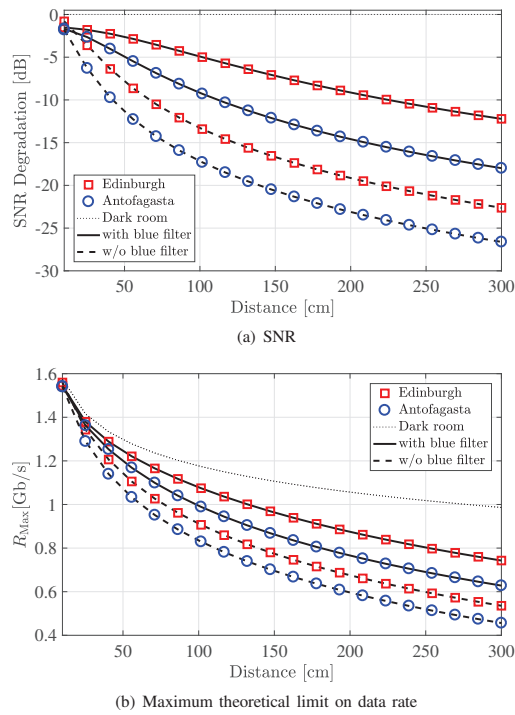 0
-5
-10
-15
-20
-25
-30
SNR Degradation [dB]
Edinburgh
Antofagasta
Dark room
with blue filter
w/o blue filter
50
100
150
200
250
300
Distance [cm]
(a) SNR
1.6
1.4
1.2
1
0.8
0.6
0.4
R_Max[Gb/s]
Edinburgh
Antofagasta
Dark room
with blue filter
w/o blue filter
50
100
150
200
250
300
Distance [cm]
(b) Maximum theoretical limit on data rate